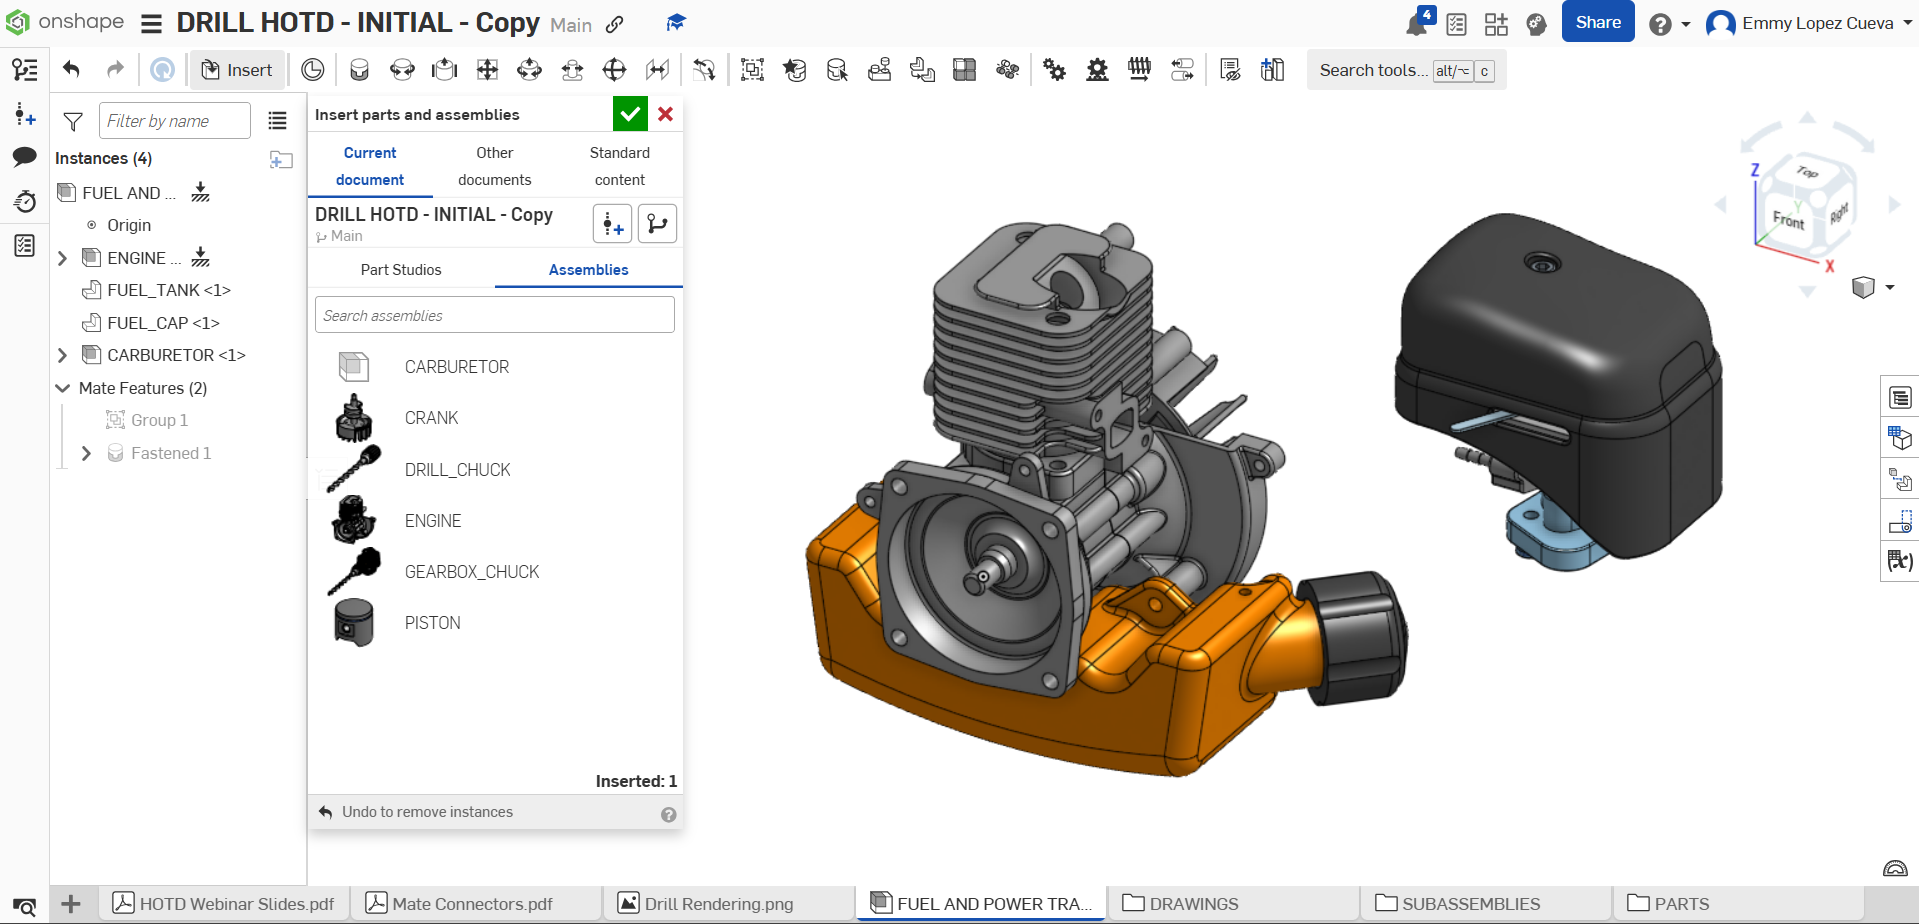 onshape DRILL HOTD - INITIAL - Copy Main 4 Share Emmy Lopez Cueva
Insert Search tools... alt/⌥ c
Filter by name
Instances (4)
FUEL AND ...
Origin
ENGINE ...
FUEL_TANK <1>
FUEL_CAP <1>
CARBURETOR <1>
Mate Features (2)
Group 1
Fastened 1
Insert parts and assemblies
Current document
Other documents
Standard content
DRILL HOTD - INITIAL - Copy
Main
Part Studios Assemblies
Search assemblies
CARBURETOR
CRANK
DRILL_CHUCK
ENGINE
GEARBOX_CHUCK
PISTON
Inserted: 1
Undo to remove instances
Z
Top
Y
Front
Right
X
HOTD Webinar Slides.pdf Mate Connectors.pdf Drill Rendering.png FUEL AND POWER TRA... DRAWINGS SUBASSEMBLIES PARTS